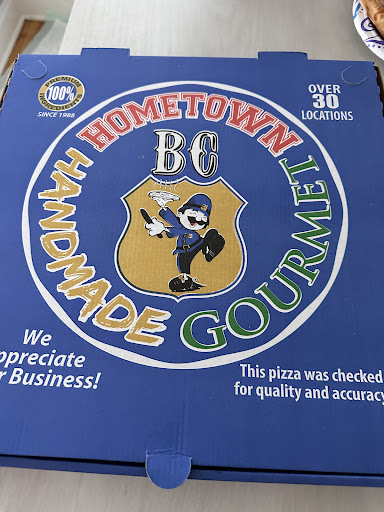 PREMIUM
100%
INGREDIENTS
SINCE 1988
OVER
30
LOCATIONS
HOMETOWN
BC
HANDMADE
GOURMET
We
ppreciate
r Business!
This pizza was checked
for quality and accuracy